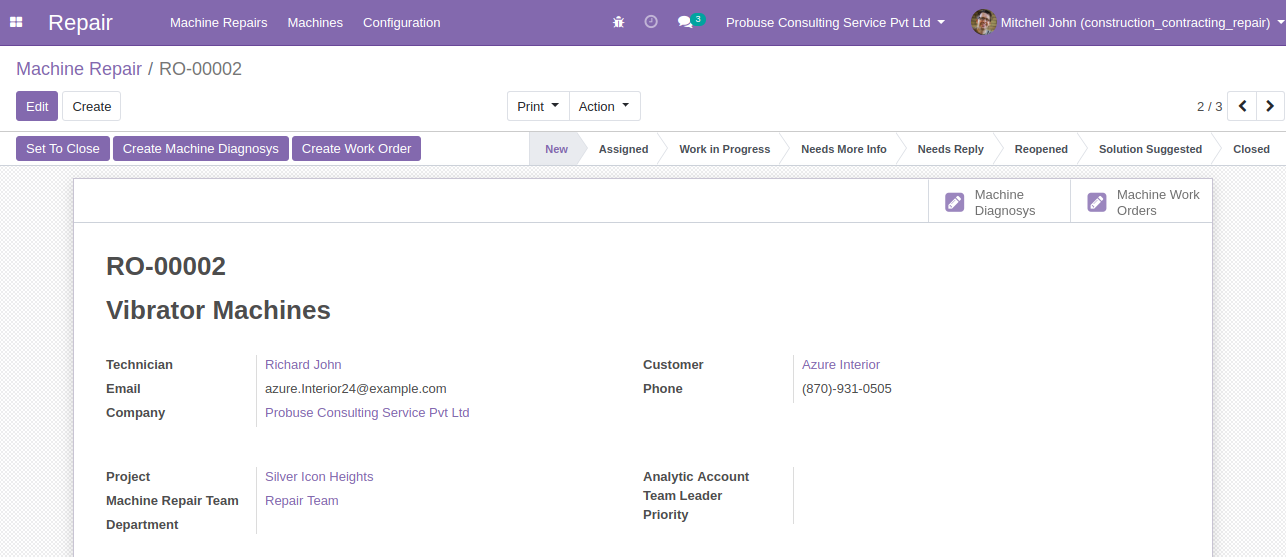 Repair Machine Repairs Machines Configuration 3 Probuse Consulting Service Pvt Ltd Mitchell John (construction_contracting_repair)
Machine Repair / RO-00002
Edit Create Print Action 2 / 3
Set To Close Create Machine Diagnosys Create Work Order New Assigned Work in Progress Needs More Info Needs Reply Reopened Solution Suggested Closed
Machine Diagnosys
Machine Work Orders
RO-00002
Vibrator Machines
Technician Richard John Customer Azure Interior
Email azure.Interior24@example.com Phone (870)-931-0505
Company Probuse Consulting Service Pvt Ltd
Project Silver Icon Heights Analytic Account
Machine Repair Team Repair Team Team Leader
Department Priority